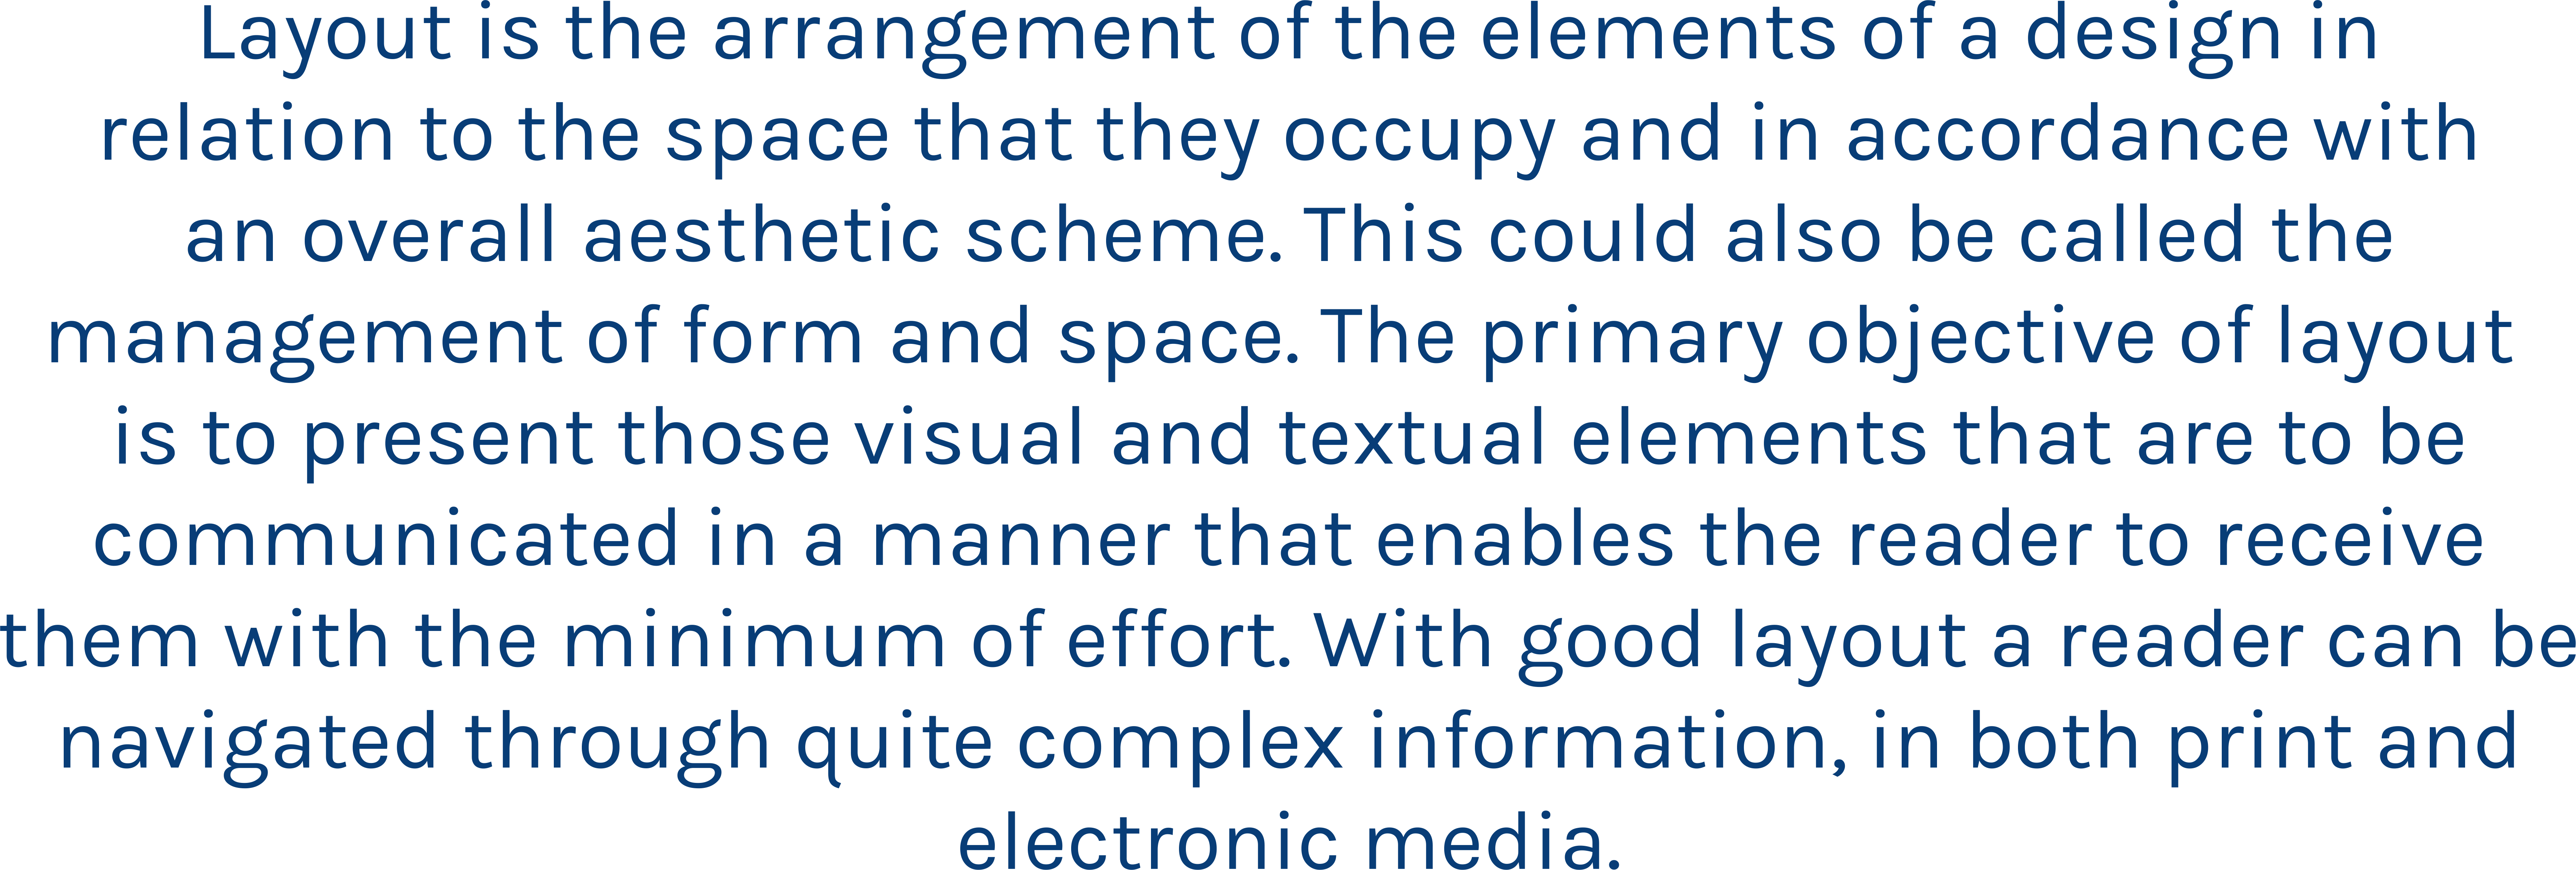 Layout is the arrangement of the elements of a design in
relation to the space that they occupy and in accordance with
an overall aesthetic scheme. This could also be called the
management of form and space. The primary objective of layout
is to present those visual and textual elements that are to be
communicated in a manner that enables the reader to receive
them with the minimum of effort. With good layout a reader can be
navigated through quite complex information, in both print and
electronic media.